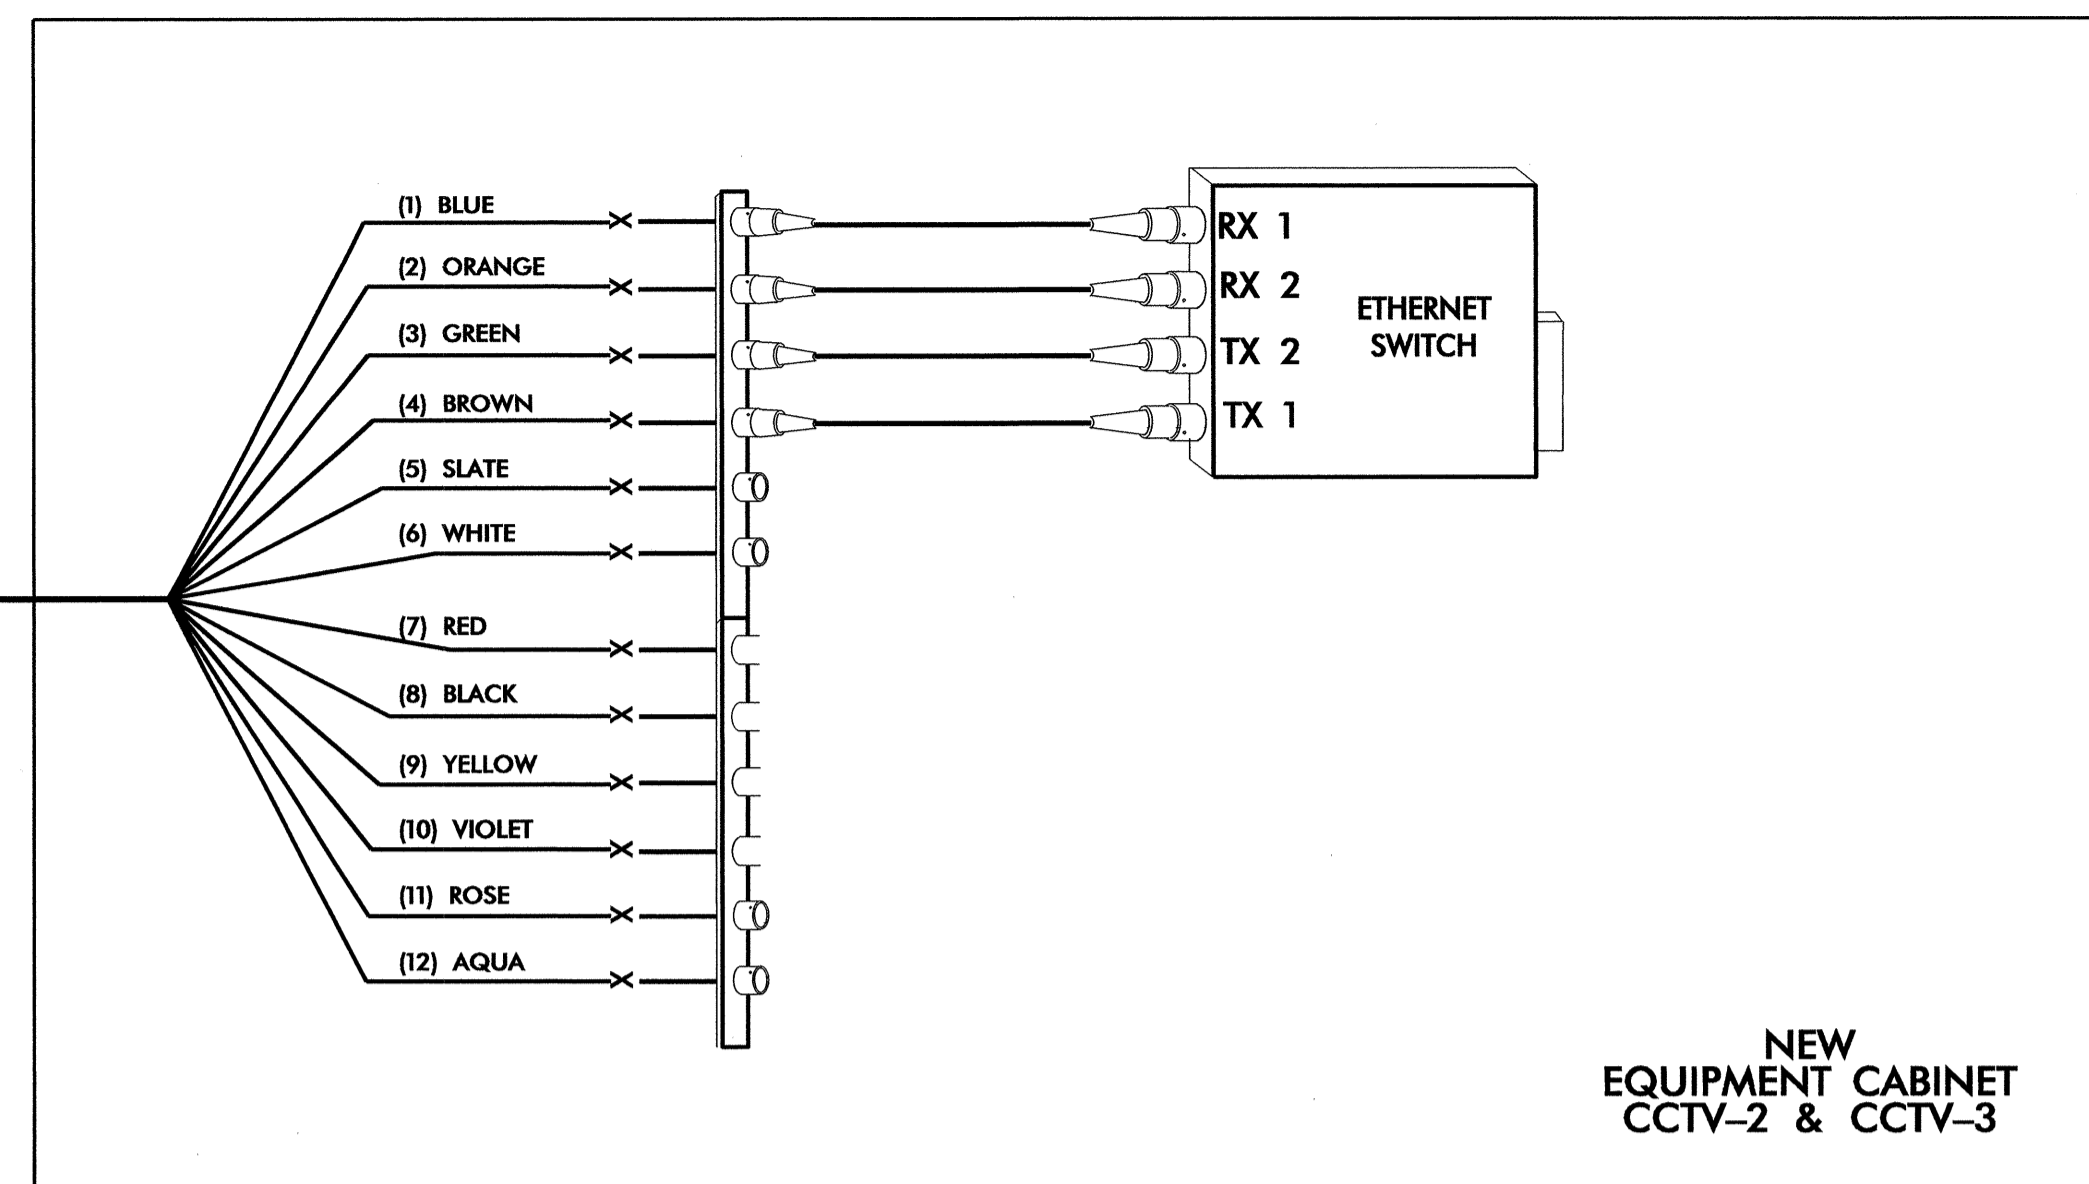 (1) BLUE
(2) ORANGE
(3) GREEN
(4) BROWN
(5) SLATE
(6) WHITE
(7) RED
(8) BLACK
(9) YELLOW
(10) VIOLET
(11) ROSE
(12) AQUA
RX 1
RX 2
TX 2
TX 1
ETHERNET
SWITCH
NEW
EQUIPMENT CABINET
CCTV-2 & CCTV-3